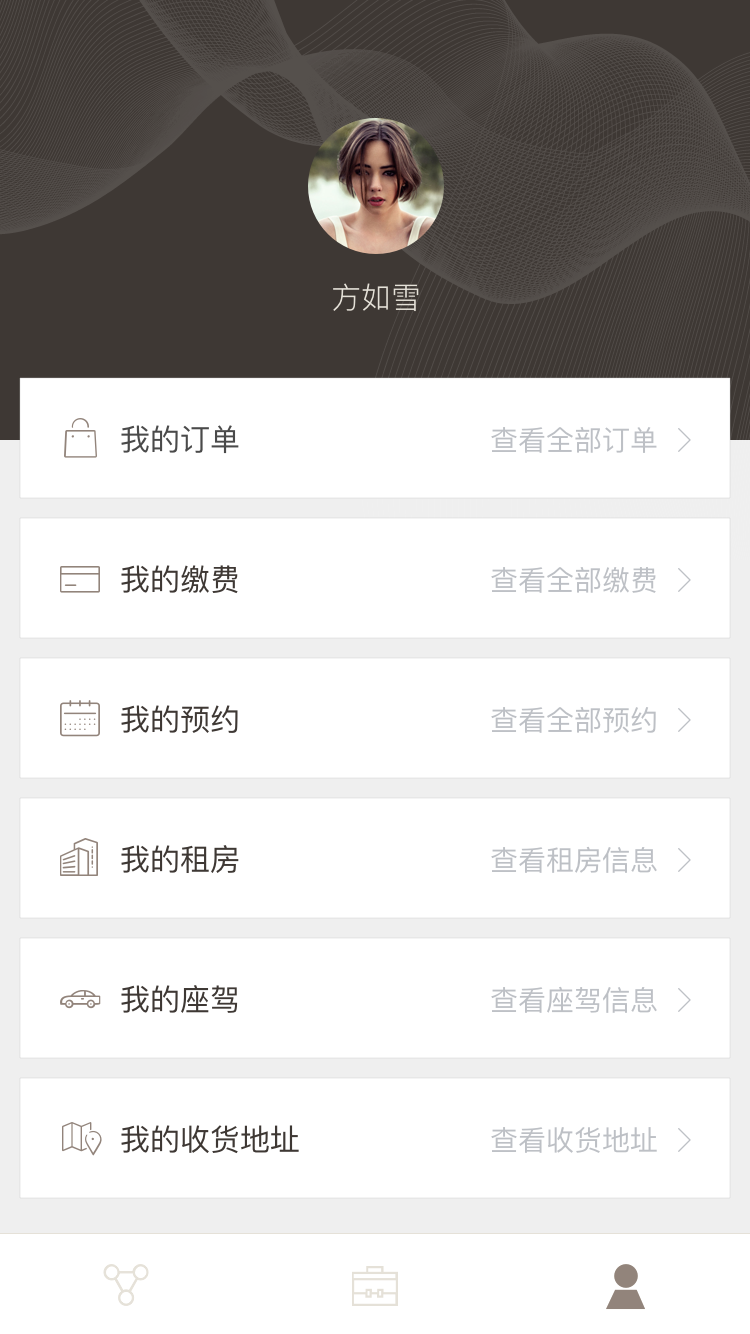 方如雪
我的订单 查看全部订单
我的缴费 查看全部缴费
我的预约 查看全部预约
我的租房 查看租房信息
我的座驾 查看座驾信息
我的收货地址 查看收货地址